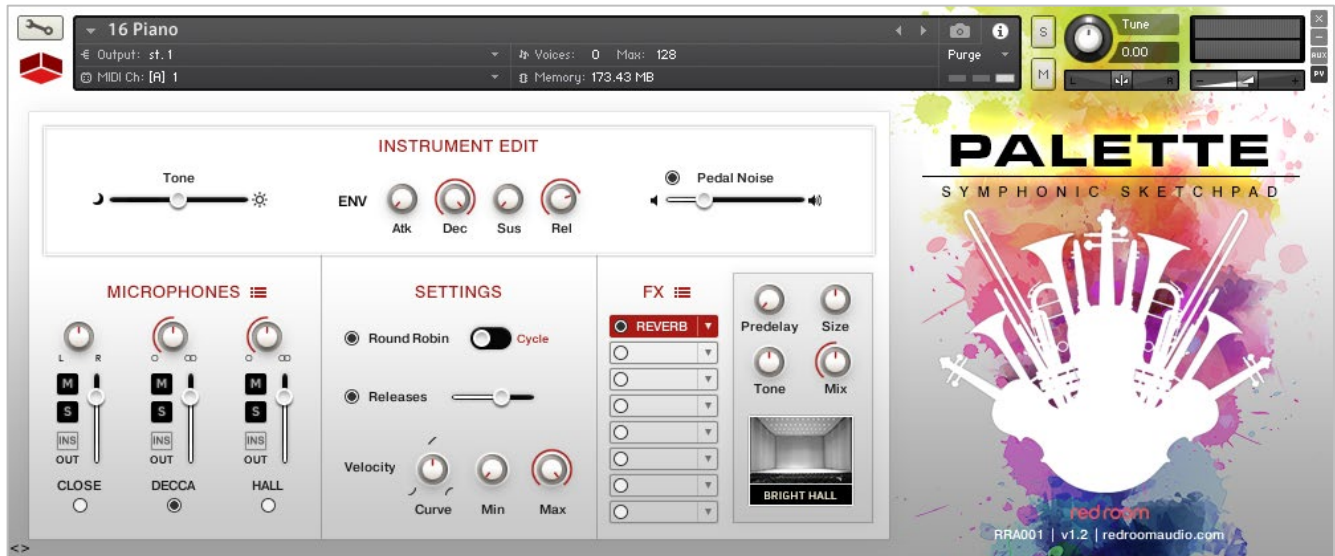 16 Piano
Output: st.1
Voices: 0 Max: 128
Purge
MIDI Ch: [A] 1
Memory: 173.43 MB
S
M
Tune
0.00
L R
- +
×
-
AUX
PV
INSTRUMENT EDIT
Tone
ENV
Atk Dec Sus Rel
Pedal Noise
MICROPHONES
L R
M M M
S S S
INS INS INS
OUT OUT OUT
CLOSE DECCA HALL
SETTINGS
Round Robin Cycle
Releases
Velocity
Curve Min Max
FX
REVERB
Predelay Size
Tone Mix
BRIGHT HALL
PALETTE
SYMPHONIC SKETCHPAD
red room
RRA001 | v1.2 | redroomaudio.com
<>